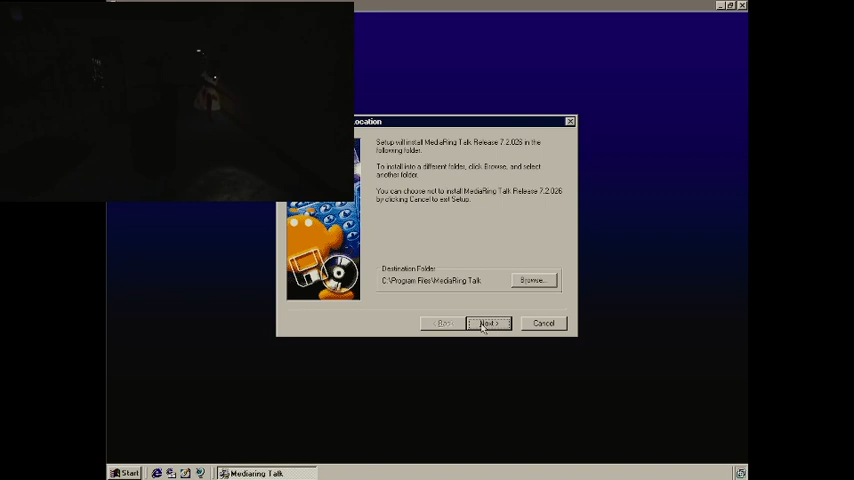 ocation
Setup will install MediaRing Talk Release 7.2.026 in the
following folder.
To install into a different folder, click Browse, and select
another folder.
You can choose not to install MediaRing Talk Release 7.2.026
by clicking Cancel to exit Setup.
Destination Folder
C:\Program Files\MediaRing Talk
Browse...
< Back
Next >
Cancel
Start
Mediaring Talk